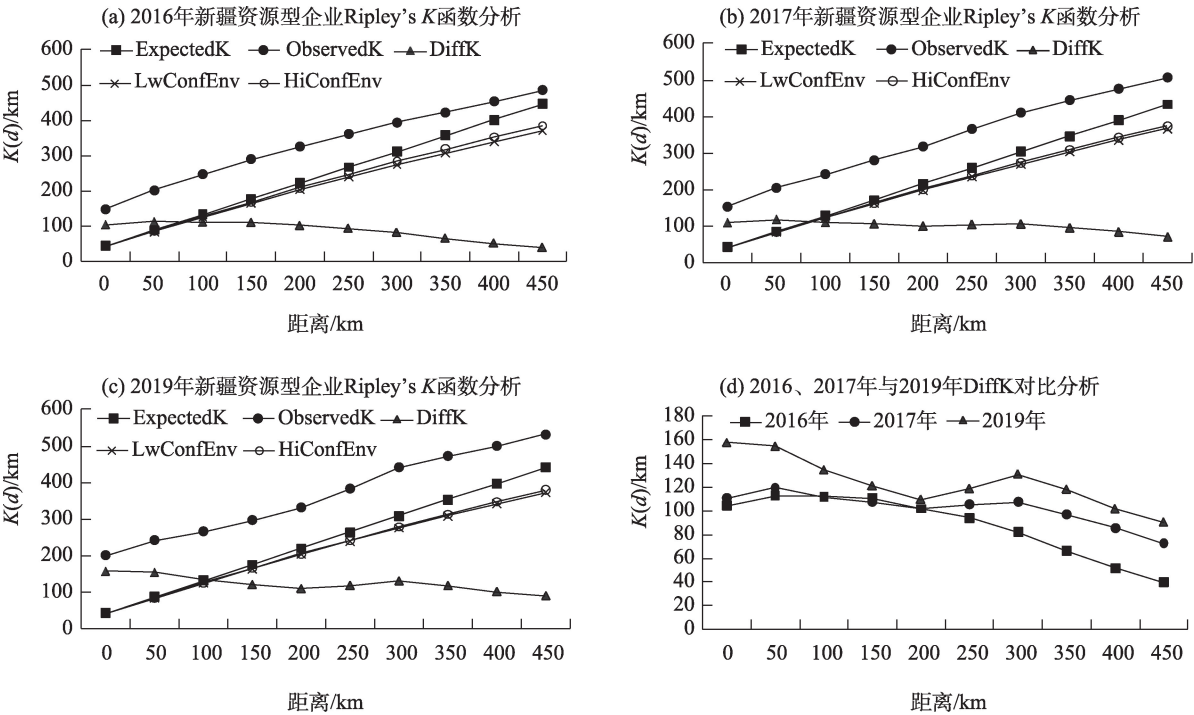 (a) 2016年新疆资源型企业Ripley’s K函数分析
ExpectedK ObservedK DiffK
LwConfEnv HiConfEnv
K(d)/km
600
500
400
300
200
100
0
0 50 100 150 200 250 300 350 400 450
距离/km
(b) 2017年新疆资源型企业Ripley’s K函数分析
ExpectedK ObservedK DiffK
LwConfEnv HiConfEnv
K(d)/km
600
500
400
300
200
100
0
0 50 100 150 200 250 300 350 400 450
距离/km
(c) 2019年新疆资源型企业Ripley’s K函数分析
ExpectedK ObservedK DiffK
LwConfEnv HiConfEnv
K(d)/km
600
500
400
300
200
100
0
0 50 100 150 200 250 300 350 400 450
距离/km
(d) 2016、2017年与2019年DiffK对比分析
2016年 2017年 2019年
K(d)/km
180
160
140
120
100
80
60
40
20
0
0 50 100 150 200 250 300 350 400 450
距离/km